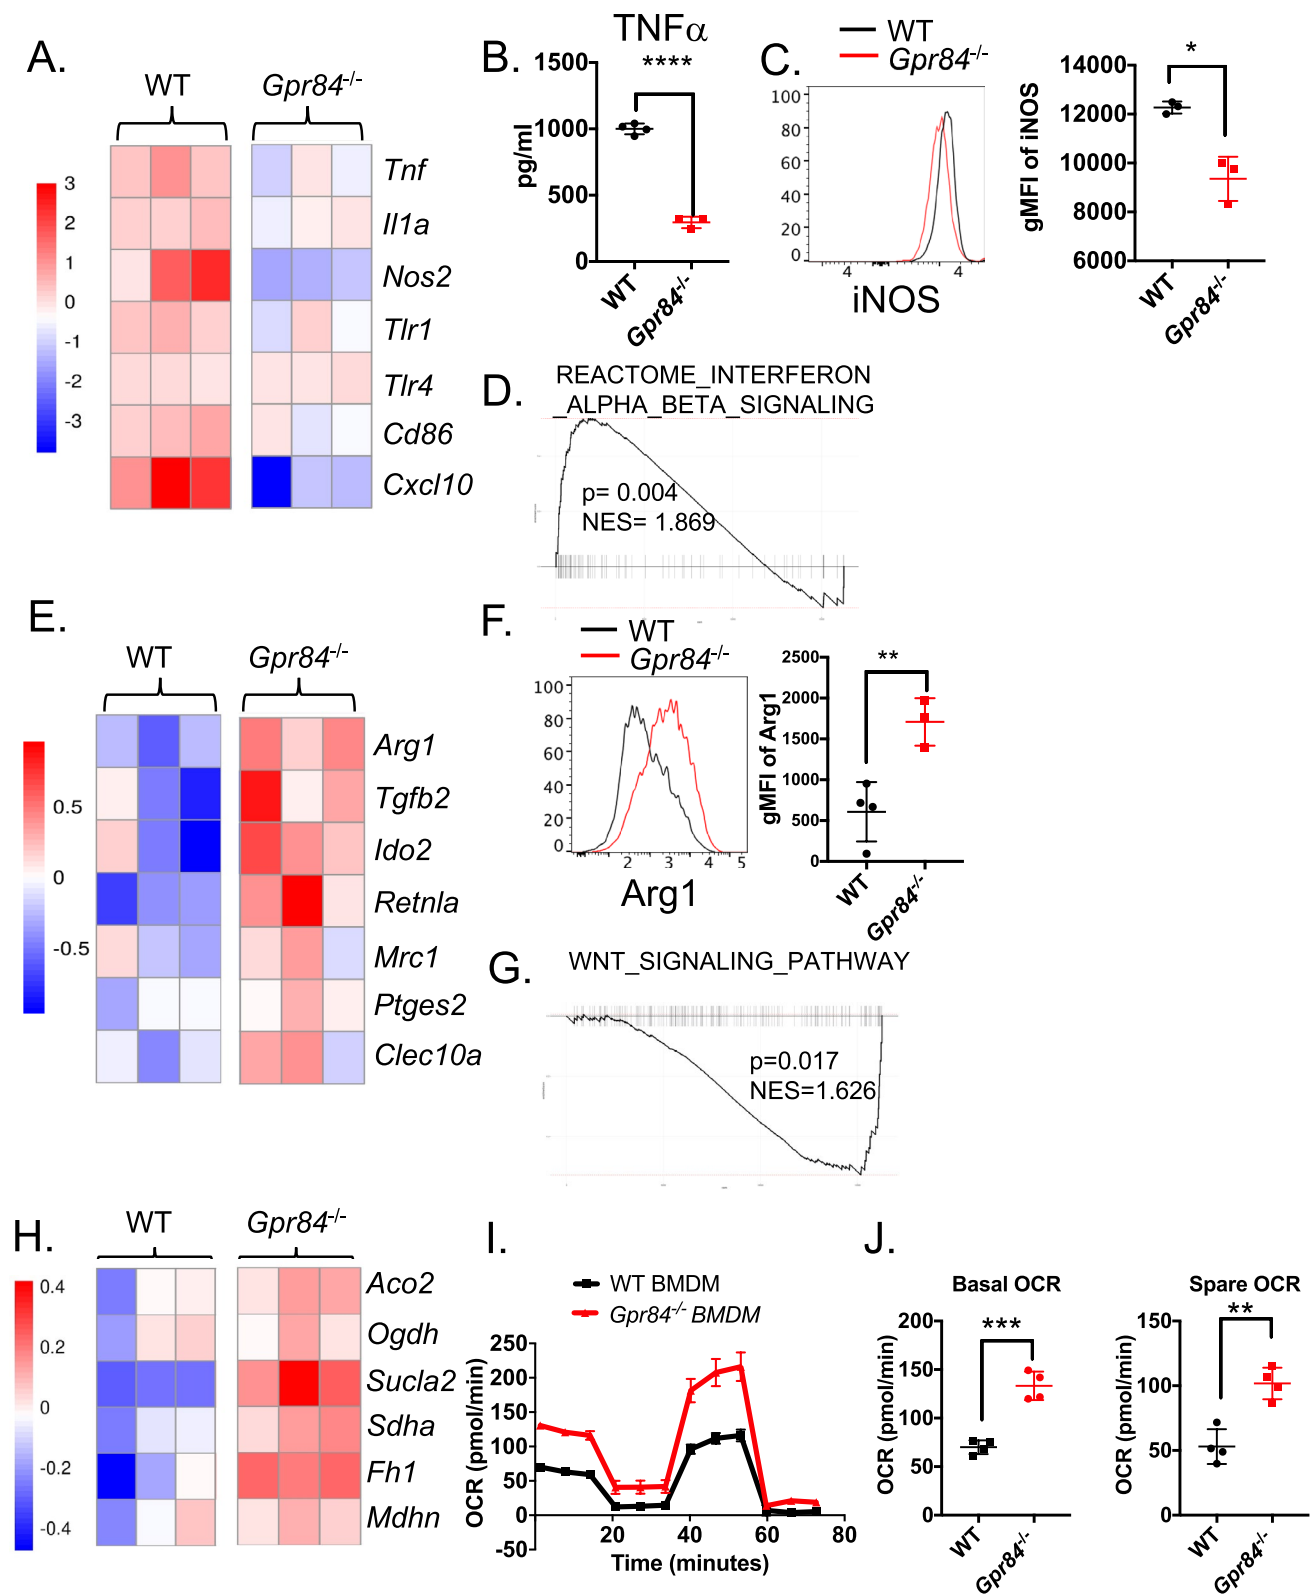 A.
WT
Gpr84-/-
3
2
1
0
-1
-2
-3
Tnf
Il1a
Nos2
Tlr1
Tlr4
Cd86
Cxcl10
B.
TNFα
****
1500
1000
500
0
pg/ml
WT
Gpr84-/-
C.
WT
Gpr84-/-
100
80
60
40
20
0
4
4
iNOS
*
14000
12000
10000
8000
6000
gMFI of iNOS
WT
Gpr84-/-
D.
REACTOME_INTERFERON
_ALPHA_BETA_SIGNALING
p= 0.004
NES= 1.869
E.
WT
Gpr84-/-
0.5
0
-0.5
Arg1
Tgfb2
Ido2
Retnla
Mrc1
Ptges2
Clec10a
F.
WT
Gpr84-/-
100
80
60
40
20
0
2
3
4
5
Arg1
**
2500
2000
1500
1000
500
0
gMFI of Arg1
WT
Gpr84-/-
G.
WNT_SIGNALING_PATHWAY
p=0.017
NES=1.626
H.
WT
Gpr84-/-
0.4
0.2
0
-0.2
-0.4
Aco2
Ogdh
Sucla2
Sdha
Fh1
Mdhn
I.
WT BMDM
Gpr84-/- BMDM
250
200
150
100
50
0
-50
OCR (pmol/min)
20
40
60
80
Time (minutes)
J.
Basal OCR
***
200
150
100
50
0
OCR (pmol/min)
WT
Gpr84-/-
Spare OCR
**
150
100
50
0
OCR (pmol/min)
WT
Gpr84-/-